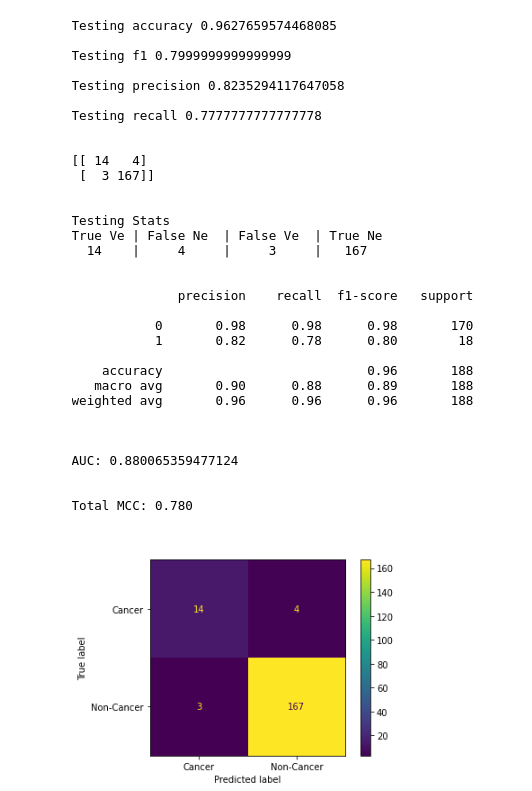 Testing accuracy 0.9627659574468085
Testing f1 0.7999999999999999
Testing precision 0.8235294117647058
Testing recall 0.7777777777777778
[[ 14   4]
 [  3 167]]
Testing Stats
True Ve | False Ne  | False Ve  | True Ne
  14    |     4     |     3     |   167
              precision    recall  f1-score   support
           0       0.98      0.98      0.98       170
           1       0.82      0.78      0.80        18
    accuracy                           0.96       188
   macro avg       0.90      0.88      0.89       188
weighted avg       0.96      0.96      0.96       188
AUC: 0.880065359477124
Total MCC: 0.780
160
140
120
100
80
60
40
20
True label
Cancer
14
4
Non-Cancer
3
167
Cancer
Non-Cancer
Predicted label